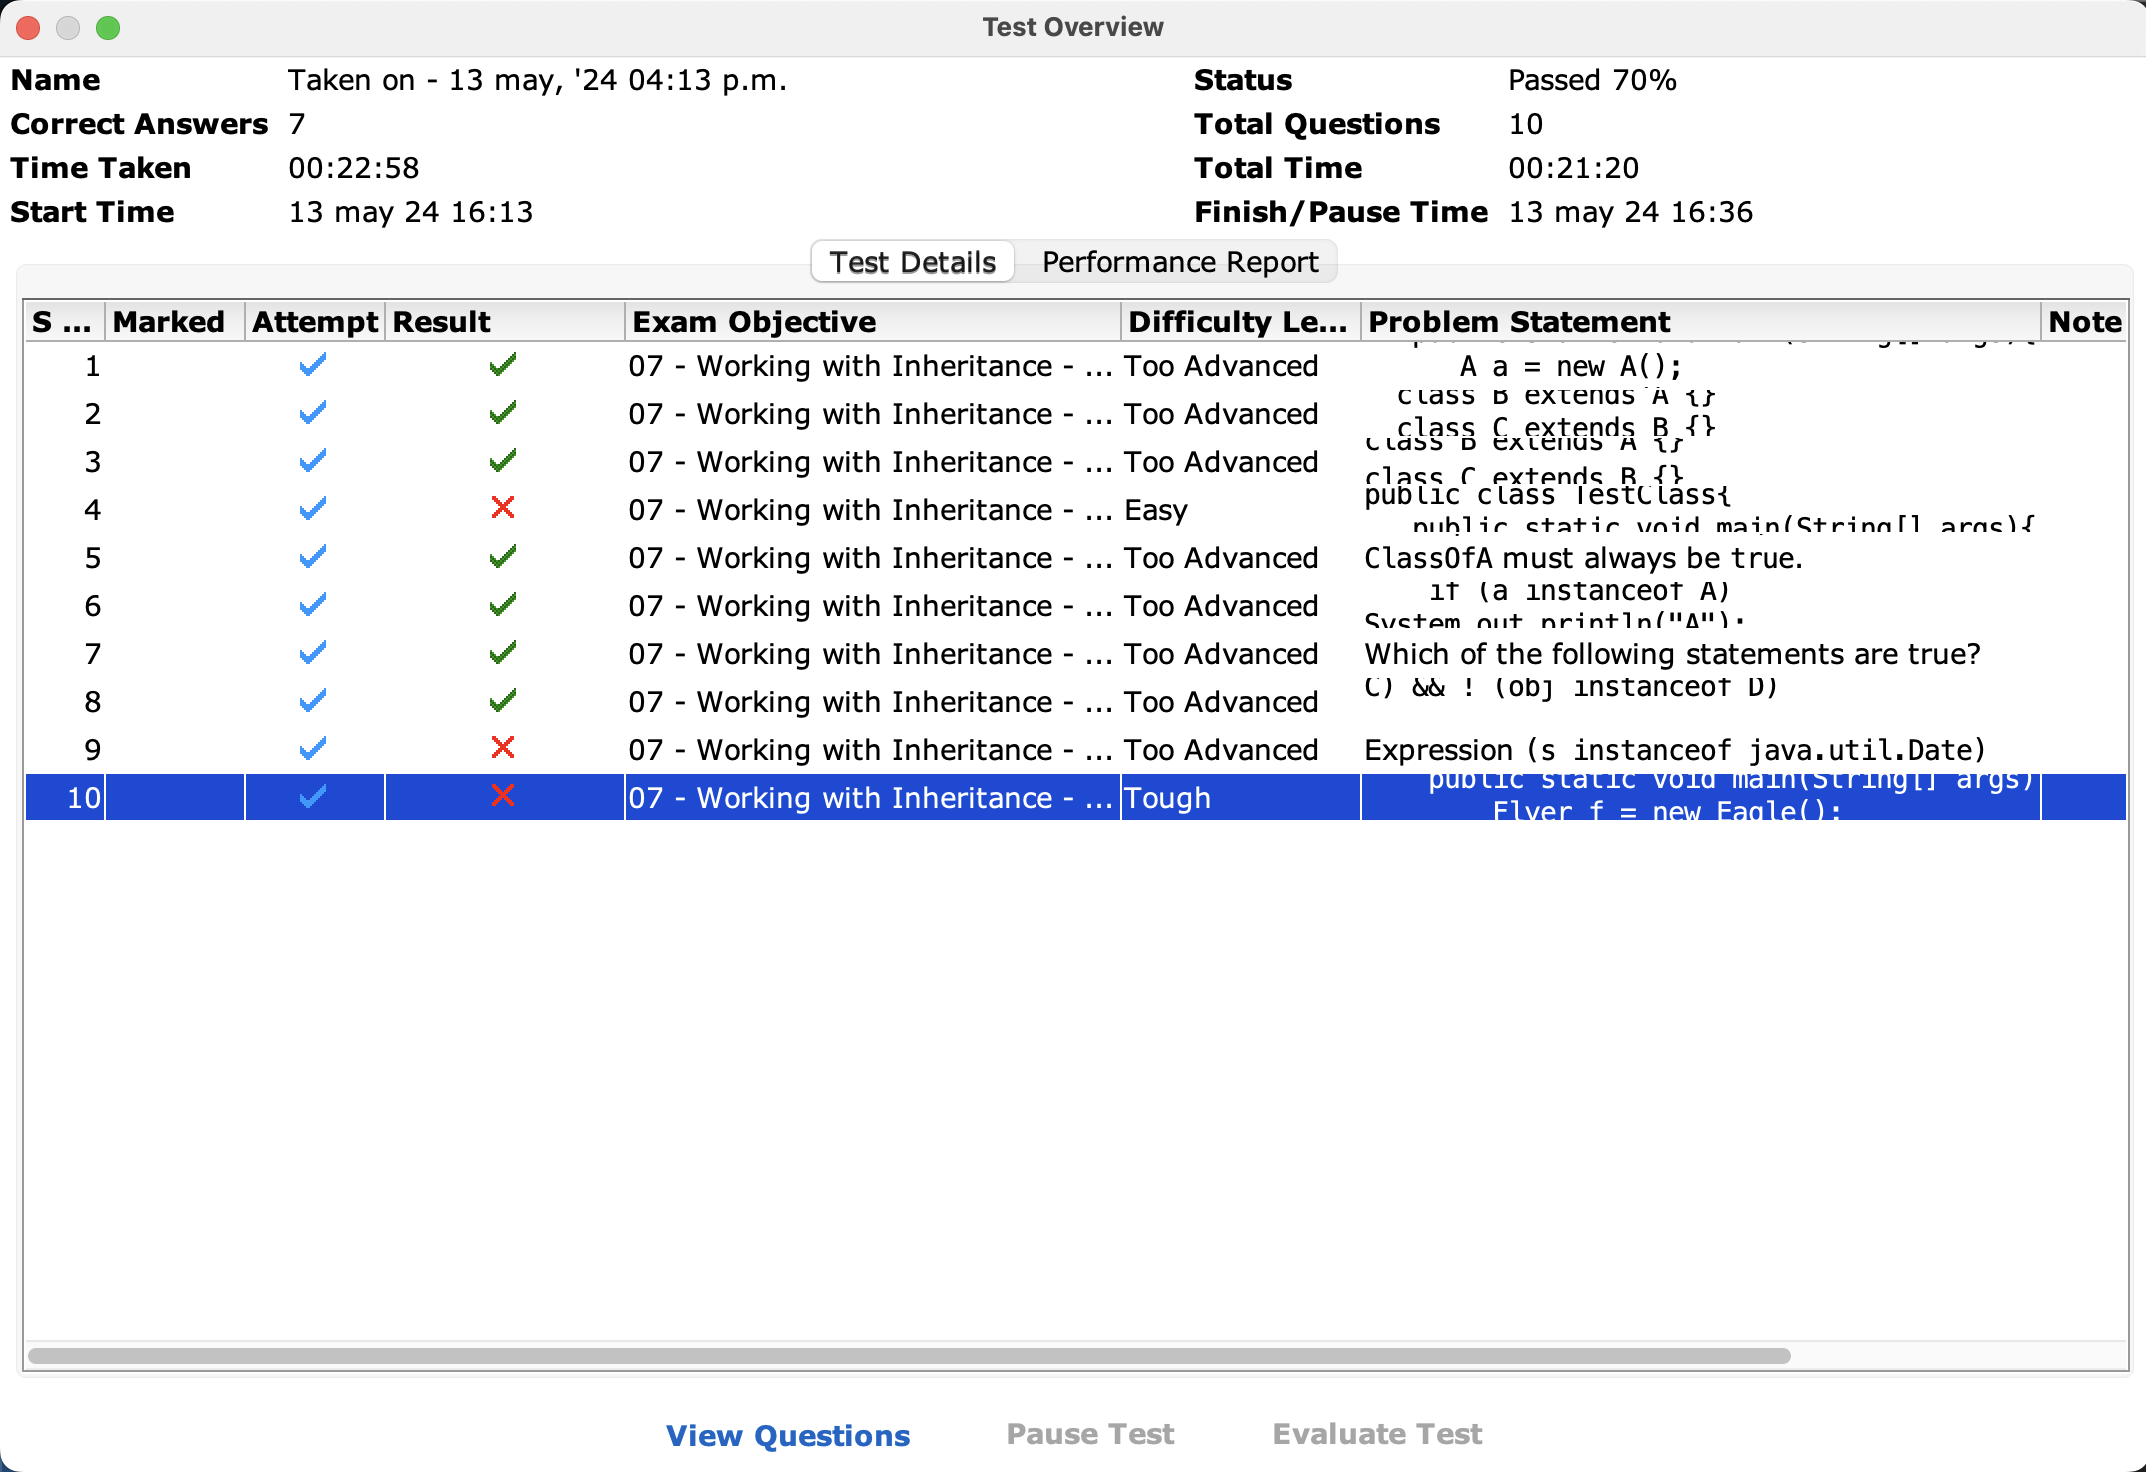 Test Overview
Name Taken on - 13 may, '24 04:13 p.m. Status Passed 70%
Correct Answers 7 Total Questions 10
Time Taken 00:22:58 Total Time 00:21:20
Start Time 13 may 24 16:13 Finish/Pause Time 13 may 24 16:36
Test Details Performance Report
S ... Marked Attempt Result Exam Objective Difficulty Le... Problem Statement Note
1 07 - Working with Inheritance - ... Too Advanced A a = new A();
2 07 - Working with Inheritance - ... Too Advanced class B extends A {}
class C extends B {}
3 07 - Working with Inheritance - ... Too Advanced class B extends A {}
class C extends B {}
4 07 - Working with Inheritance - ... Easy public class TestClass{
public static void main(String[] args){
5 07 - Working with Inheritance - ... Too Advanced ClassOfA must always be true.
6 07 - Working with Inheritance - ... Too Advanced if (a instanceof A)
System.out.println("A");
7 07 - Working with Inheritance - ... Too Advanced Which of the following statements are true?
8 07 - Working with Inheritance - ... Too Advanced C) && ! (obj instanceof D)
9 07 - Working with Inheritance - ... Too Advanced Expression (s instanceof java.util.Date)
10 07 - Working with Inheritance - ... Tough public static void main(String[] args)
Flyer f = new Eagle();
View Questions Pause Test Evaluate Test